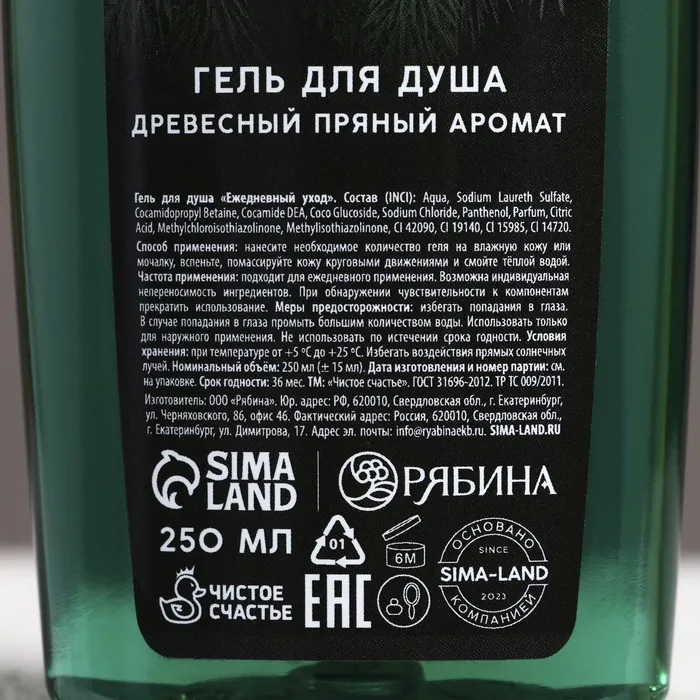 ГЕЛЬ ДЛЯ ДУША
ДРЕВЕСНЫЙ ПРЯНЫЙ АРОМАТ
Гель для душа «Ежедневный уход». Состав (INCI): Aqua, Sodium Laureth Sulfate,
Cocamidopropyl Betaine, Cocamide DEA, Coco Glucoside, Sodium Chloride, Panthenol, Parfum, Citric
Acid, Methylchloroisothiazolinone, Methylisothiazolinone, CI 42090, CI 19140, CI 15985, CI 14720.
Способ применения: нанесите необходимое количество геля на влажную кожу или
мочалку, вспеньте, помассируйте кожу круговыми движениями и смойте тёплой водой.
Частота применения: подходит для ежедневного применения. Возможна индивидуальная
непереносимость ингредиентов. При обнаружении чувствительности к компонентам
прекратить использование. Меры предосторожности: избегать попадания в глаза.
В случае попадания в глаза промыть большим количеством воды. Использовать только
для наружного применения. Не использовать по истечении срока годности. Условия
хранения: при температуре от +5 °С до +25 °С. Избегать воздействия прямых солнечных
лучей. Номинальный объём: 250 мл (± 15 мл). Дата изготовления и номер партии: см.
на упаковке. Срок годности: 36 мес. ТМ: «Чистое счастье». ГОСТ 31696-2012. ТР ТС 009/2011.
Изготовитель: ООО «Рябина». Юр. адрес: РФ, 620010, Свердловская обл., г. Екатеринбург,
ул. Черняховского, 86, офис 46. Фактический адрес: Россия, 620010, Свердловская обл.,
г. Екатеринбург, ул. Димитрова, 17. Адрес эл. почты: info@ryabinaekb.ru. SIMA-LAND.RU
SIMA
LAND
РЯБИНА
250 МЛ
01
6M
ЧИСТОЕ
СЧАСТЬЕ
EAC
ОСНОВАНО
SINCE
SIMA-LAND
2023
КОМПАНИЕЙ